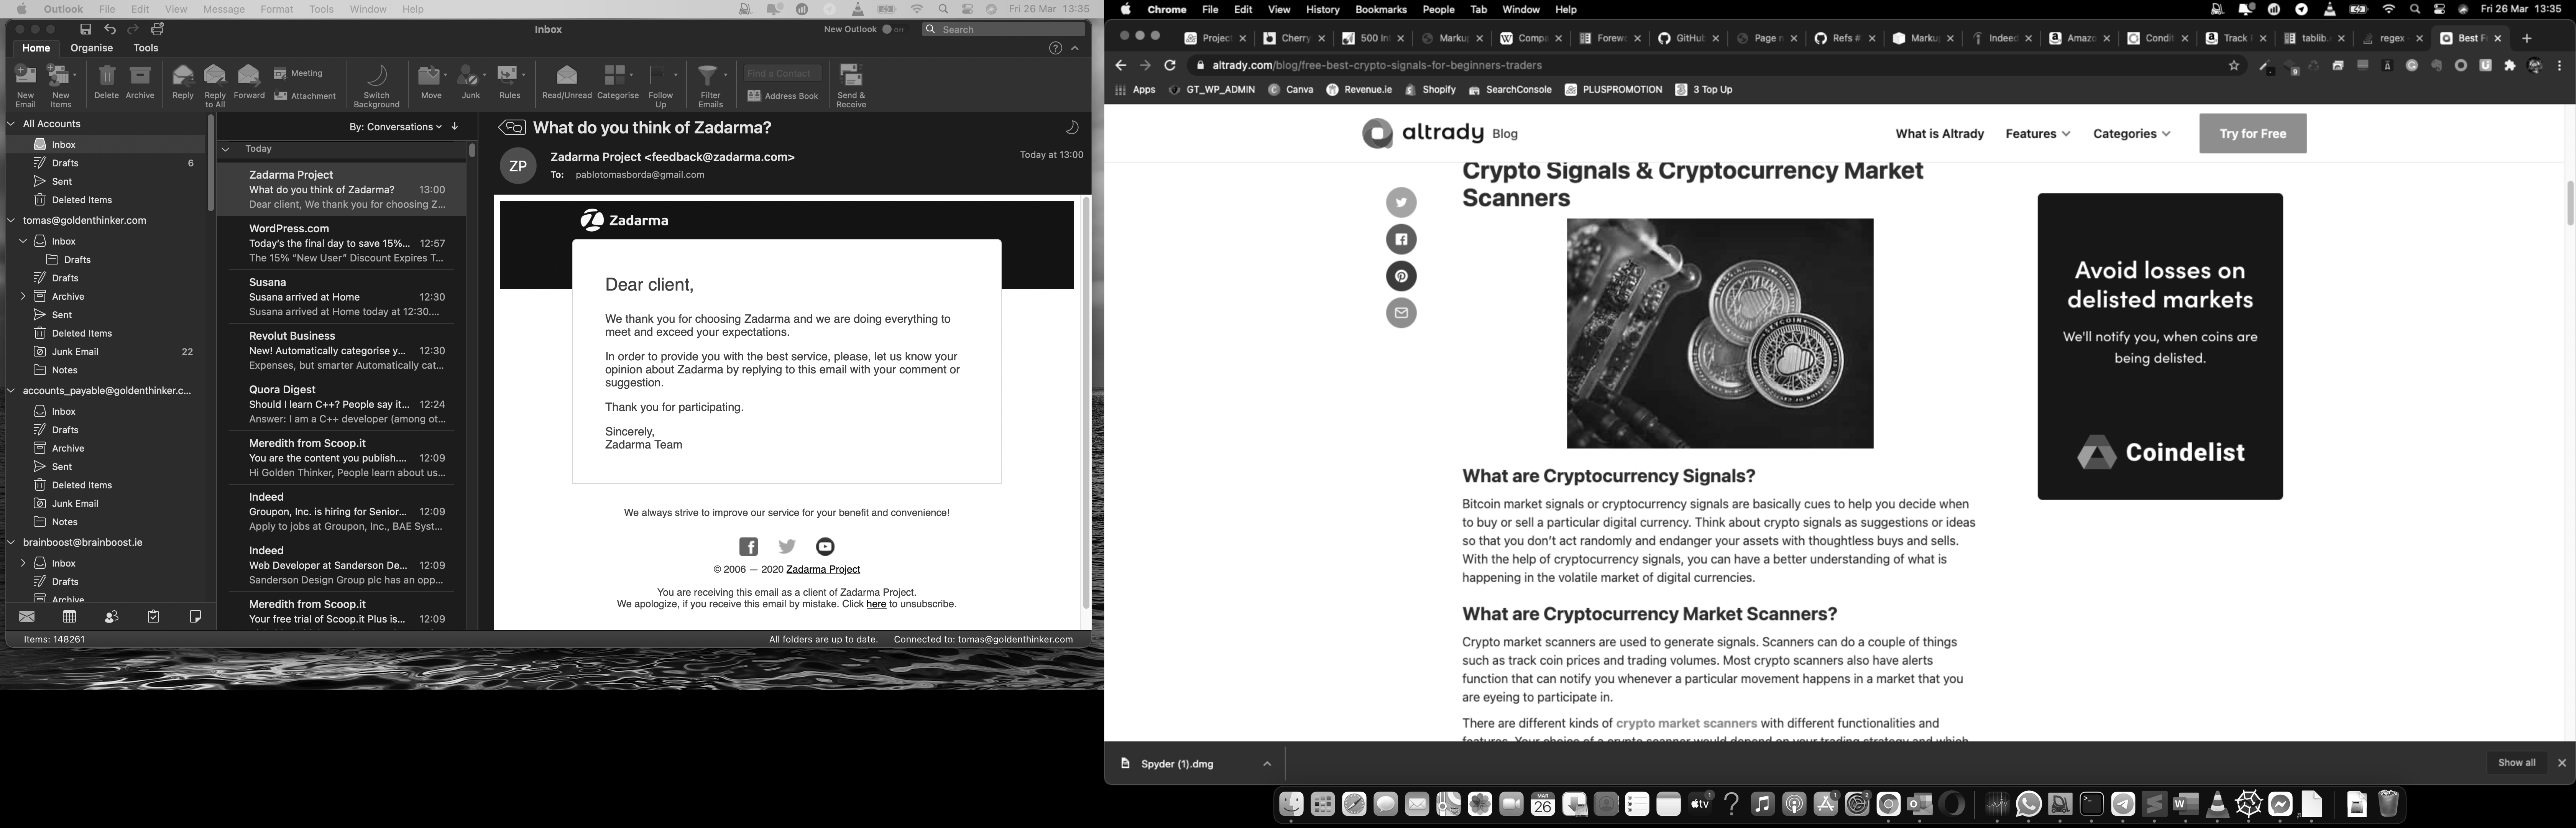 Outlook File Edit View Message Format Tools Window Help
Fri 26 Mar 13:35
Inbox
New Outlook
Search
Home Organise Tools
New Email
New Items
Delete
Archive
Reply
Reply to All
Forward
Meeting
Attachment
Switch Background
Move
Junk
Rules
Read/Unread
Categorise
Follow Up
Filter Emails
Find a Contact
Address Book
Send & Receive
All Accounts
Inbox
Drafts 6
Sent
Deleted Items
tomas@goldenthinker.com
Inbox
Drafts
Drafts
Archive
Sent
Deleted Items
Junk Email 22
Notes
accounts_payable@goldenthinker.c...
Inbox
Drafts
Archive
Sent
Deleted Items
Junk Email
Notes
brainboost@brainboost.ie
Inbox
Drafts
Archive
Items: 148261
By: Conversations
Today
Zadarma Project
What do you think of Zadarma? 13:00
Dear client, We thank you for choosing Z...
WordPress.com
Today's the final day to save 15%... 12:57
The 15% “New User” Discount Expires T...
Susana
Susana arrived at Home 12:30
Susana arrived at Home today at 12:30....
Revolut Business
New! Automatically categorise y... 12:30
Expenses, but smarter Automatically cat...
Quora Digest
Should I learn C++? People say it... 12:24
Answer: I am a C++ developer (among ot...
Meredith from Scoop.it
You are the content you publish.... 12:09
Hi Golden Thinker, People learn about us...
Indeed
Groupon, Inc. is hiring for Senior... 12:09
Apply to jobs at Groupon, Inc., BAE Syst...
Indeed
Web Developer at Sanderson De... 12:09
Sanderson Design Group plc has an opp...
Meredith from Scoop.it
Your free trial of Scoop.it Plus is... 12:09
What do you think of Zadarma?
ZP
Zadarma Project <feedback@zadarma.com>
Today at 13:00
To: pablotomasborda@gmail.com
Zadarma
Dear client,
We thank you for choosing Zadarma and we are doing everything to
meet and exceed your expectations.
In order to provide you with the best service, please, let us know your
opinion about Zadarma by replying to this email with your comment or
suggestion.
Thank you for participating.
Sincerely,
Zadarma Team
We always strive to improve our service for your benefit and convenience!
© 2006 — 2020 Zadarma Project
You are receiving this email as a client of Zadarma Project.
We apologize, if you receive this email by mistake. Click here to unsubscribe.
All folders are up to date. Connected to: tomas@goldenthinker.com
Chrome File Edit View History Bookmarks People Tab Window Help
Fri 26 Mar 13:35
Project Cherry 500 Int Marku Compa Forew GitHub Page n Refs # Marku Indeed Amazo Condit Track tablib. regex Best F
altrady.com/blog/free-best-crypto-signals-for-beginners-traders
Apps GT_WP_ADMIN Canva Revenue.ie Shopify SearchConsole PLUSPROMOTION 3 Top Up
altrady Blog
What is Altrady Features Categories Try for Free
Crypto Signals & Cryptocurrency Market
Scanners
What are Cryptocurrency Signals?
Bitcoin market signals or cryptocurrency signals are basically cues to help you decide when
to buy or sell a particular digital currency. Think about crypto signals as suggestions or ideas
so that you don't act randomly and endanger your assets with thoughtless buys and sells.
With the help of cryptocurrency signals, you can have a better understanding of what is
happening in the volatile market of digital currencies.
What are Cryptocurrency Market Scanners?
Crypto market scanners are used to generate signals. Scanners can do a couple of things
such as track coin prices and trading volumes. Most crypto scanners also have alerts
function that can notify you whenever a particular movement happens in a market that you
are eyeing to participate in.
There are different kinds of crypto market scanners with different functionalities and
Avoid losses on
delisted markets
We'll notify you, when coins are
being delisted.
Coindelist
Spyder (1).dmg
Show all
MAR
26
tv